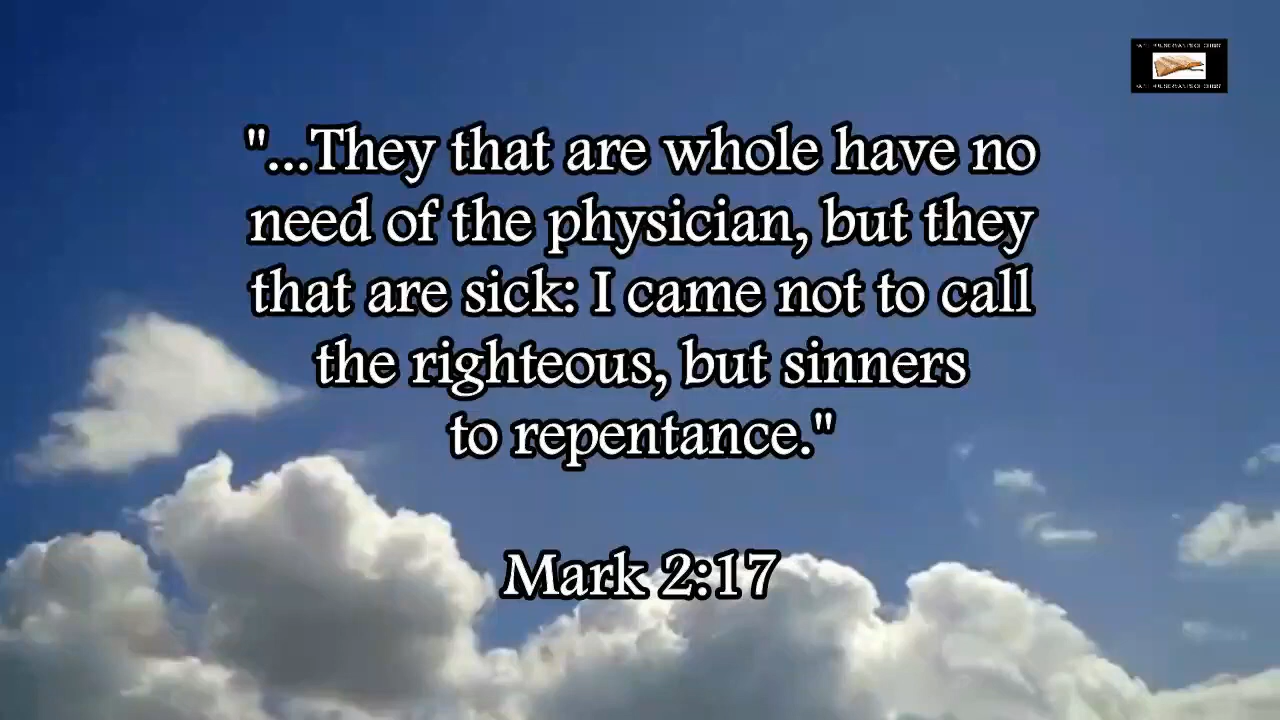 "...They that are whole have no
need of the physician, but they
that are sick: I came not to call
the righteous, but sinners
to repentance."
Mark 2:17